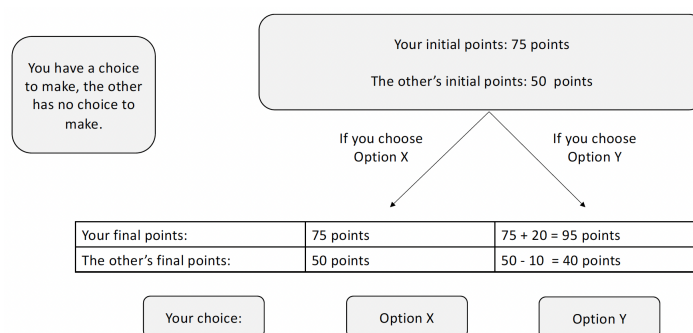 Your initial points: 75 points
The other's initial points: 50 points
You have a choice
to make, the other
has no choice to
make.
If you choose
Option X
If you choose
Option Y
Your final points: 75 points 75 + 20 = 95 points
The other's final points: 50 points 50 - 10 = 40 points
Your choice: Option X Option Y